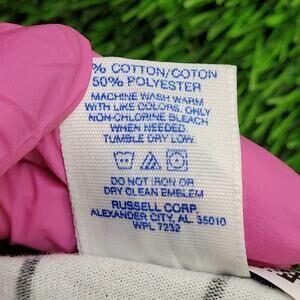 % COTTON/COTON
50% POLYESTER
MACHINE WASH WARM
WITH LIKE COLORS. ONLY
NON-CHLORINE BLEACH
WHEN NEEDED.
TUMBLE DRY LOW.
DO NOT IRON OR
DRY CLEAN EMBLEM
RUSSELL CORP.
ALEXANDER CITY, AL. 35010
WPL 7232